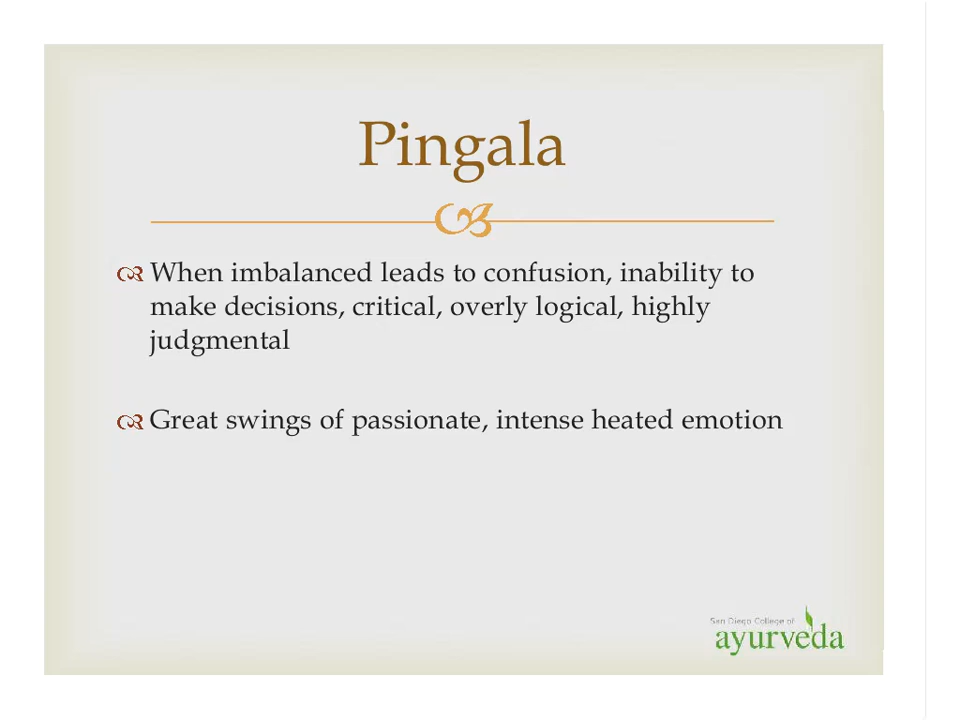 Pingala
When imbalanced leads to confusion, inability to
make decisions, critical, overly logical, highly
judgmental
Great swings of passionate, intense heated emotion
San Diego College of
ayurveda